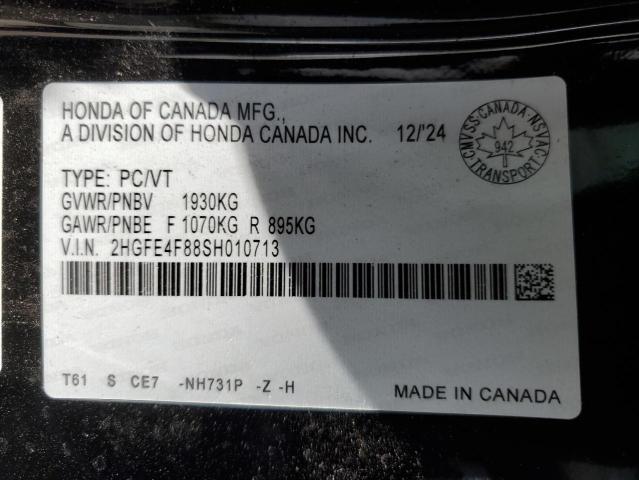 HONDA OF CANADA MFG.,
A DIVISION OF HONDA CANADA INC. 12/'24
CMVSS·CANADA·NSVAC
942
TRANSPORT
TYPE: PC/VT
GVWR/PNBV 1930KG
GAWR/PNBE F 1070KG R 895KG
V.I.N. 2HGFE4F88SH010713
T61 S CE7 -NH731P -Z -H
MADE IN CANADA